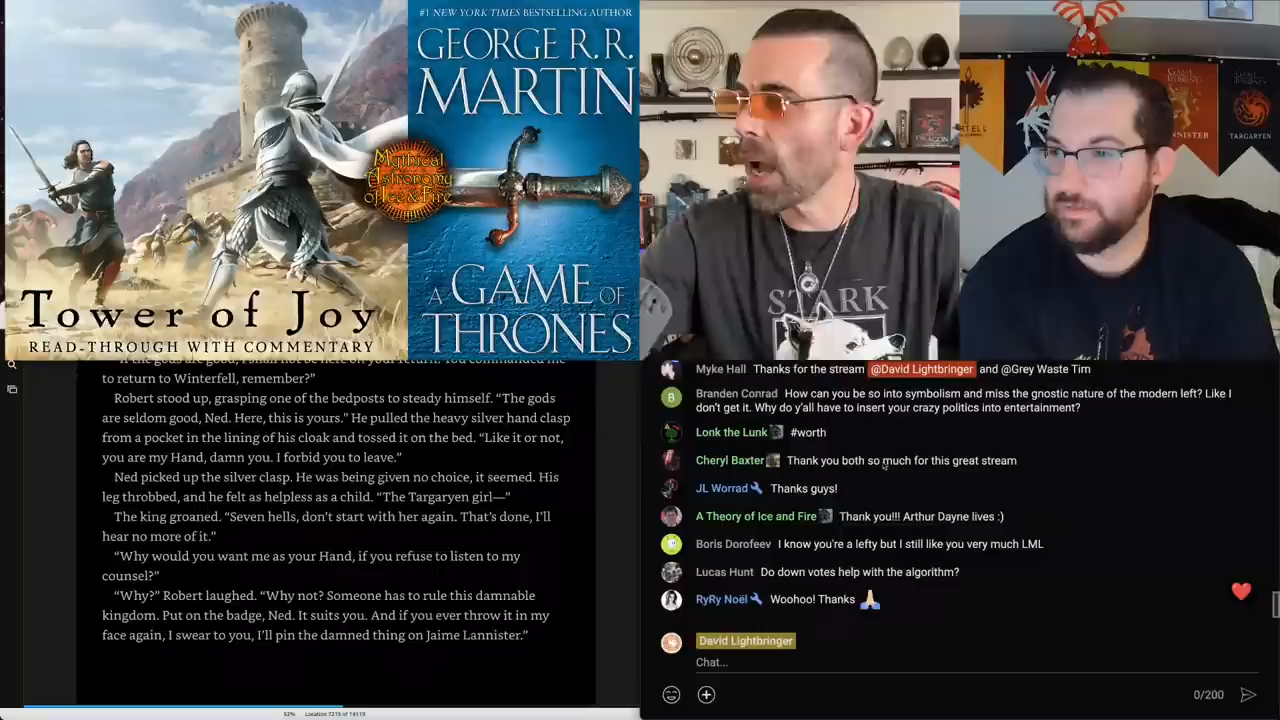 Tower of Joy
READ-THROUGH WITH COMMENTARY
Mythical
Astronomy
of Ice & Fire
#1 NEW YORK TIMES BESTSELLING AUTHOR
GEORGE R.R.
MARTIN
A GAME OF
THRONES
STARK
DRAGON
TELL
GAME OF
THRONES
NNISTER
TARGARYEN
to return to Winterfell, remember?”
Robert stood up, grasping one of the bedposts to steady himself. “The gods
are seldom good, Ned. Here, this is yours.” He pulled the heavy silver hand clasp
from a pocket in the lining of his cloak and tossed it on the bed. “Like it or not,
you are my Hand, damn you. I forbid you to leave.”
Ned picked up the silver clasp. He was being given no choice, it seemed. His
leg throbbed, and he felt as helpless as a child. “The Targaryen girl—”
The king groaned. “Seven hells, don’t start with her again. That’s done, I’ll
hear no more of it.”
“Why would you want me as your Hand, if you refuse to listen to my
counsel?”
“Why?” Robert laughed. “Why not? Someone has to rule this damnable
kingdom. Put on the badge, Ned. It suits you. And if you ever throw it in my
face again, I swear to you, I’ll pin the damned thing on Jaime Lannister.”
52% Location 7215 of 14119
Myke Hall Thanks for the stream @David Lightbringer and @Grey Waste Tim
B Branden Conrad How can you be so into symbolism and miss the gnostic nature of the modern left? Like I
don't get it. Why do y'all have to insert your crazy politics into entertainment?
Lonk the Lunk #worth
Cheryl Baxter Thank you both so much for this great stream
JL Worrad Thanks guys!
A Theory of Ice and Fire Thank you!!! Arthur Dayne lives :)
Boris Dorofeev I know you're a lefty but I still like you very much LML
Lucas Hunt Do down votes help with the algorithm?
RyRy Noël Woohoo! Thanks
David Lightbringer
Chat...
0/200